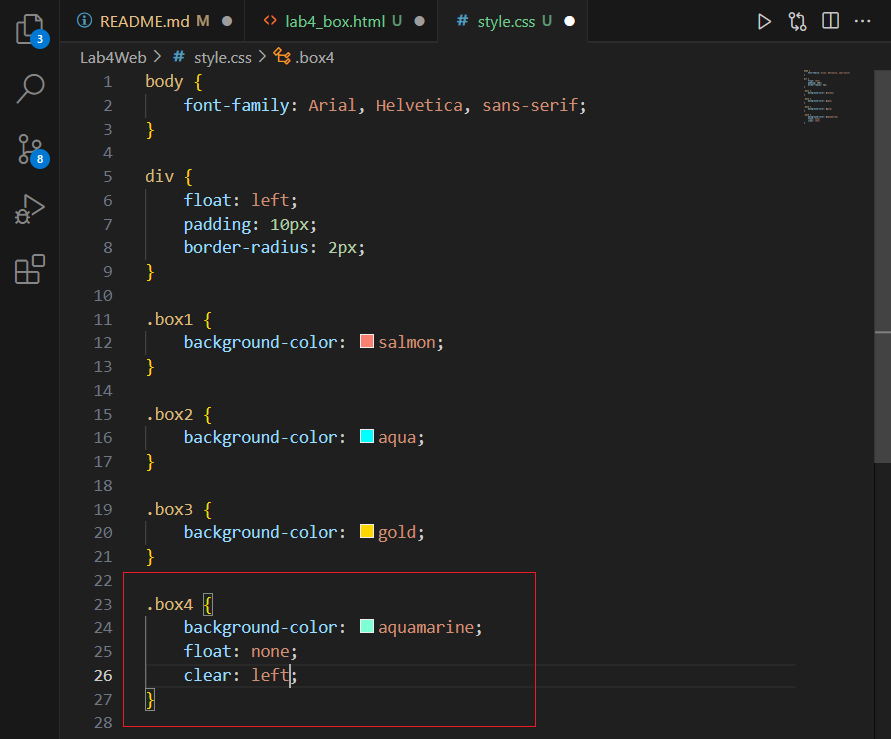 README.md M
lab4_box.html U
# style.css U
3
8
Lab4Web > # style.css > .box4
1 body {
2 font-family: Arial, Helvetica, sans-serif;
3 }
4
5 div {
6 float: left;
7 padding: 10px;
8 border-radius: 2px;
9 }
10
11 .box1 {
12 background-color: salmon;
13 }
14
15 .box2 {
16 background-color: aqua;
17 }
18
19 .box3 {
20 background-color: gold;
21 }
22
23 .box4 {
24 background-color: aquamarine;
25 float: none;
26 clear: left;
27 }
28